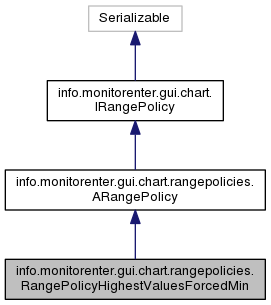 Serializable
info.monitorenter.gui.chart.
IRangePolicy
info.monitorenter.gui.chart.rangepolicies.
ARangePolicy
info.monitorenter.gui.chart.rangepolicies.
RangePolicyHighestValuesForcedMin